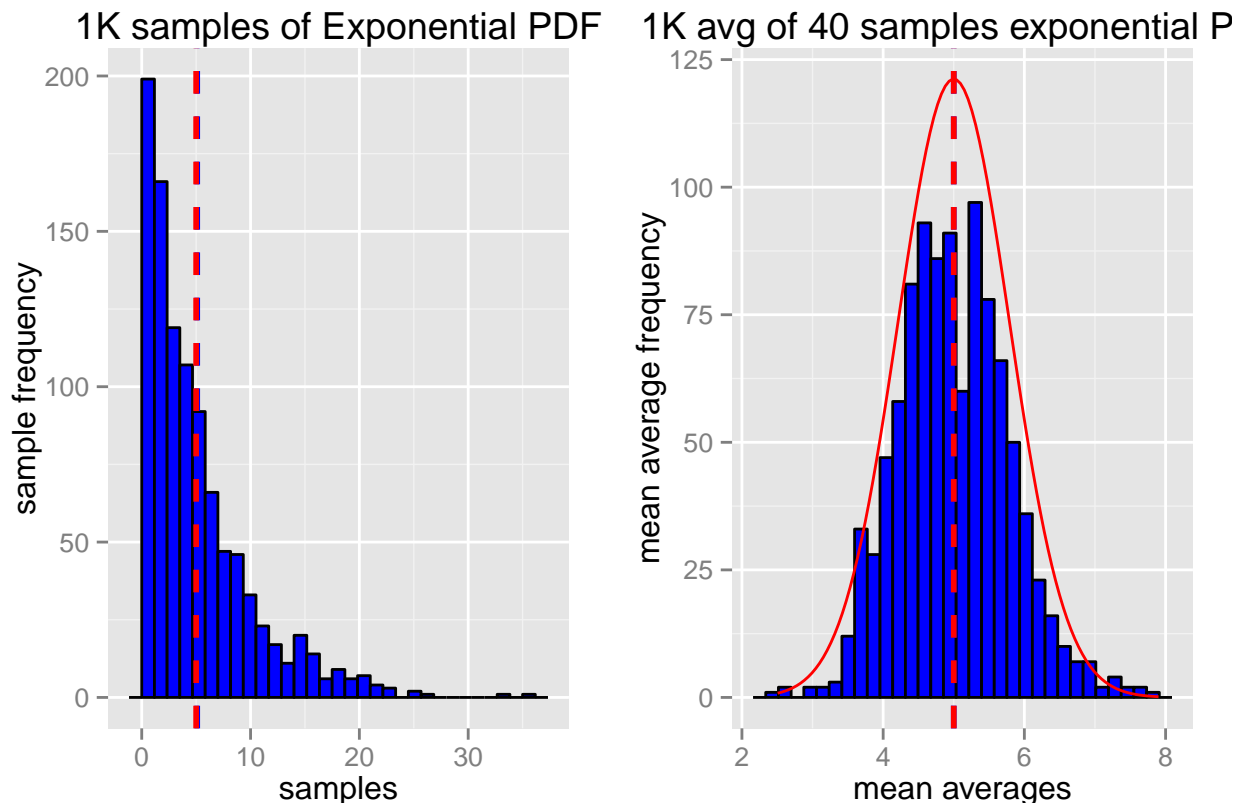 1K samples of Exponential PDF
200
150
100
50
0
sample frequency
0 10 20 30
samples
1K avg of 40 samples exponential P
125
100
75
50
25
0
mean average frequency
2 4 6 8
mean averages